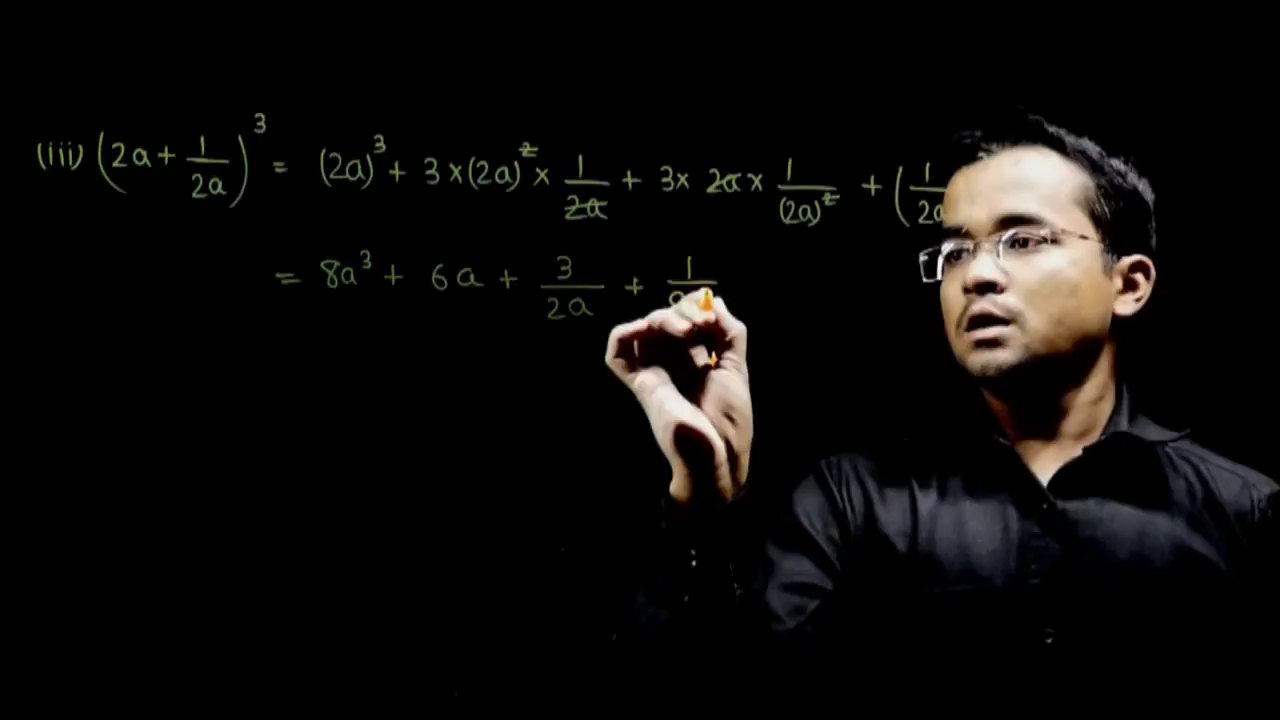 (iii) (2a + 1/2a)³ = (2a)³ + 3 × (2a)² × 1/2a + 3 × 2a × 1/(2a)² + (1/2a
= 8a³ + 6a + 3/2a + 1/